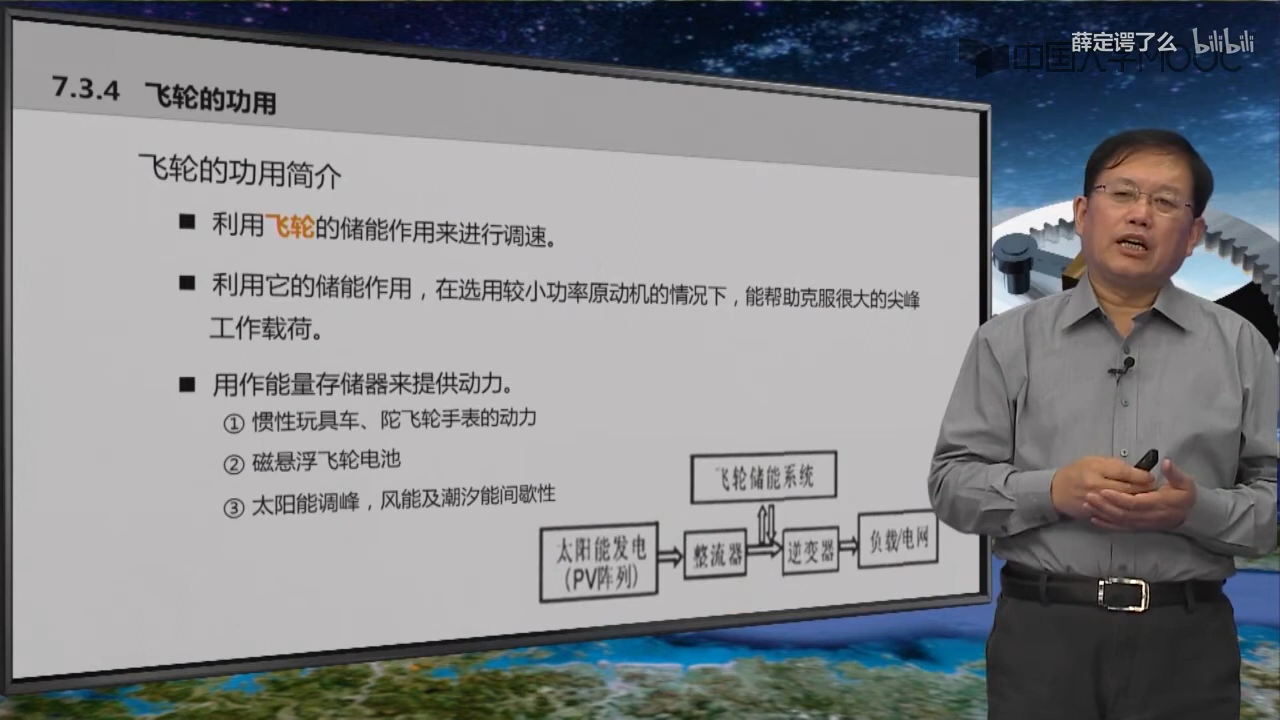 薛定谔了么 bilibili
中国大学MOOC
7.3.4 飞轮的功用
飞轮的功用简介
■ 利用飞轮的储能作用来进行调速。
■ 利用它的储能作用，在选用较小功率原动机的情况下，能帮助克服很大的尖峰
工作载荷。
■ 用作能量存储器来提供动力。
① 惯性玩具车、陀飞轮手表的动力
② 磁悬浮飞轮电池
③ 太阳能调峰，风能及潮汐能间歇性
飞轮储能系统
太阳能发电
(PV阵列)
整流器
逆变器
负载/电网